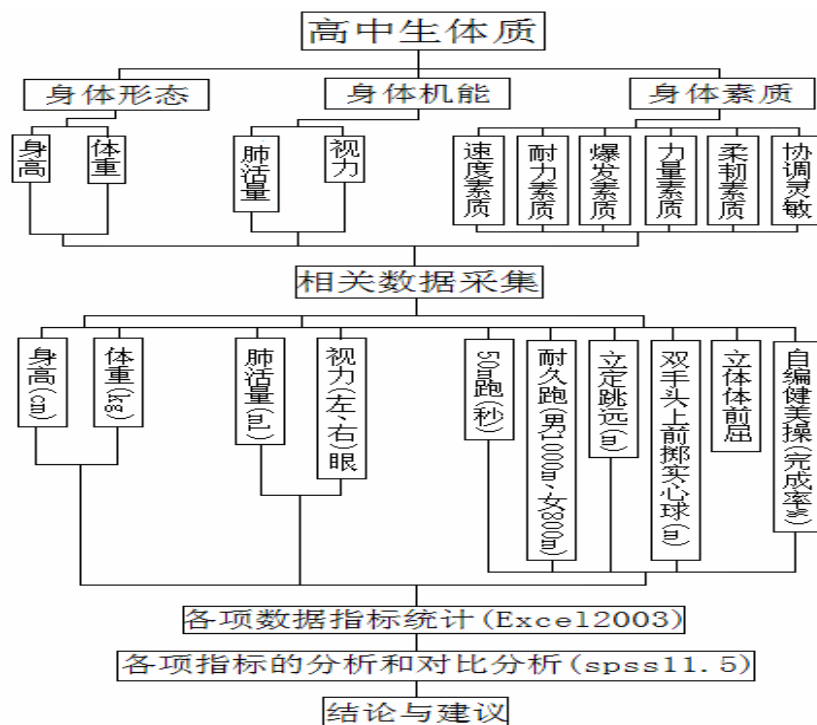 高中生体质
身体形态
身体机能
身体素质
身高
体重
肺活量
视力
速度素质
耐力素质
爆发素质
力量素质
柔韧素质
协调灵敏
相关数据采集
身高(cm)
体重(kg)
肺活量(ml)
视力(左、右)眼
50m跑(秒)
耐久跑(男1000m、女800m)
立定跳远(m)
双手头上前掷实心球(m)
立体体前屈
自编健美操(完成率%)
各项数据指标统计(Excel2003)
各项指标的分析和对比分析(spss11.5)
结论与建议